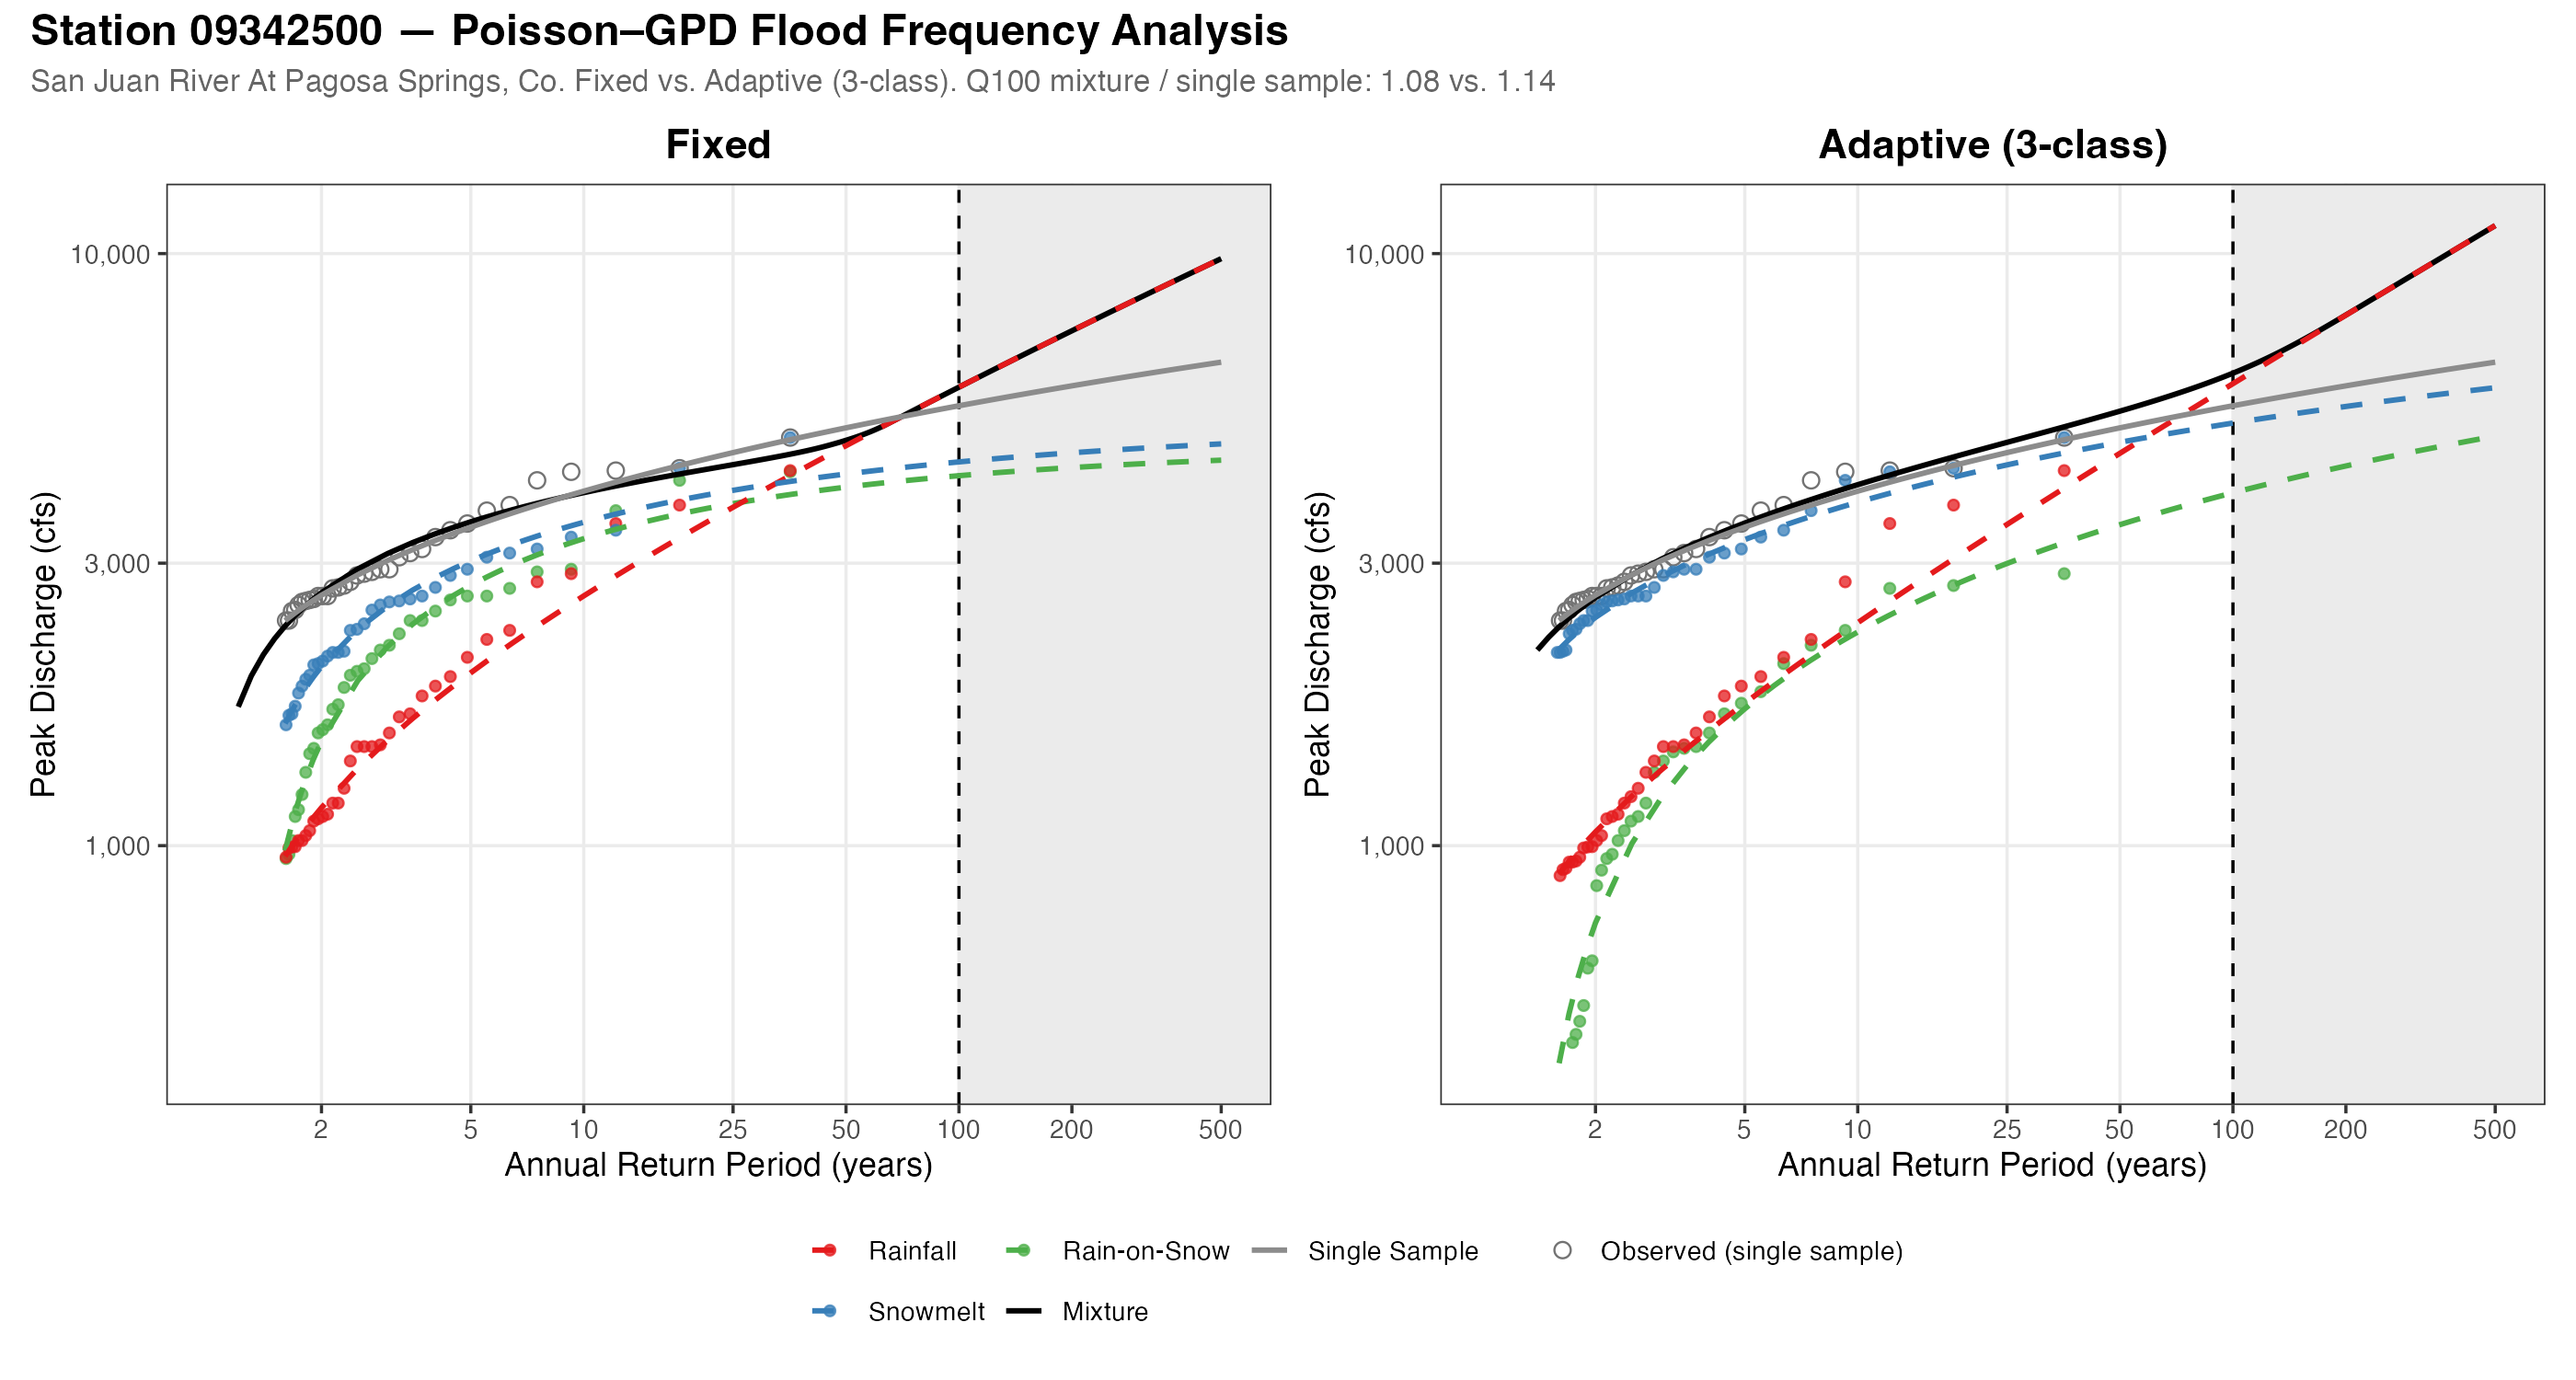 Station 09342500 — Poisson–GPD Flood Frequency Analysis
San Juan River At Pagosa Springs, Co. Fixed vs. Adaptive (3-class). Q100 mixture / single sample: 1.08 vs. 1.14
Fixed
Adaptive (3-class)
Peak Discharge (cfs)
10,000
3,000
1,000
2 5 10 25 50 100 200 500
Annual Return Period (years)
Peak Discharge (cfs)
10,000
3,000
1,000
2 5 10 25 50 100 200 500
Annual Return Period (years)
Rainfall Rain-on-Snow Single Sample Observed (single sample)
Snowmelt Mixture